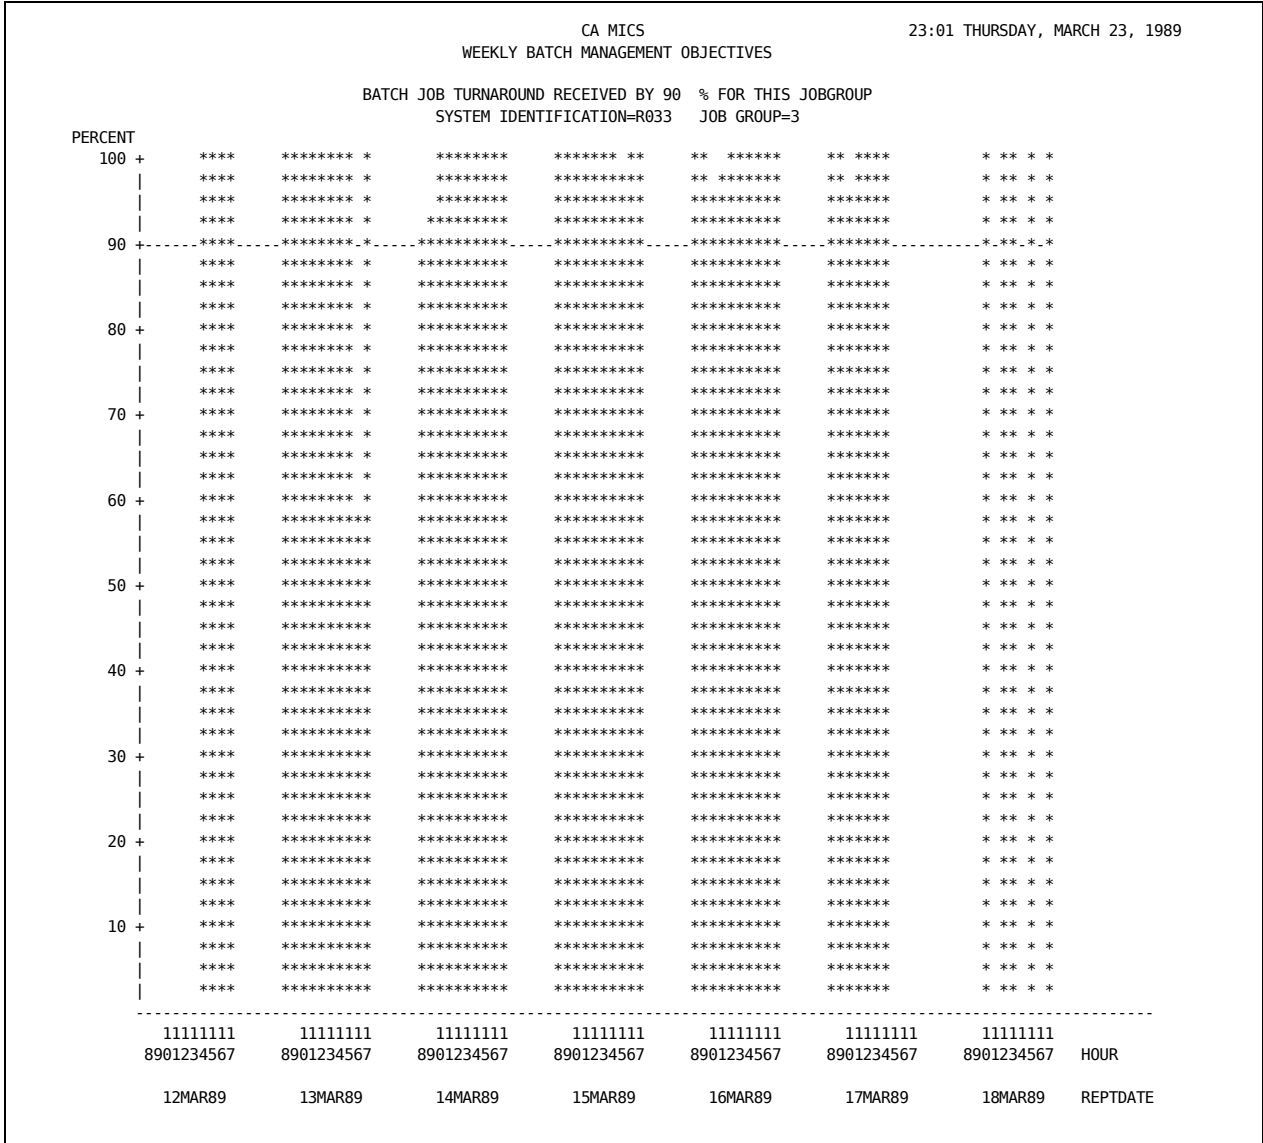 CA MICS 23:01 THURSDAY, MARCH 23, 1989
WEEKLY BATCH MANAGEMENT OBJECTIVES
BATCH JOB TURNAROUND RECEIVED BY 90  % FOR THIS JOBGROUP
SYSTEM IDENTIFICATION=R033   JOB GROUP=3
PERCENT
100 + **** ******** * ******** ******* ** **  ****** ** **** * ** * *
| **** ******** * ******** ********** ** ******* ** **** * ** * *
| **** ******** * ******** ********** ********** ******* * ** * *
| **** ******** * ********* ********** ********** ******* * ** * *
90 +------****-----********-*-----**********-----**********-----**********-----*******----------*-**-*-*
| **** ******** * ********** ********** ********** ******* * ** * *
| **** ******** * ********** ********** ********** ******* * ** * *
| **** ******** * ********** ********** ********** ******* * ** * *
80 + **** ******** * ********** ********** ********** ******* * ** * *
| **** ******** * ********** ********** ********** ******* * ** * *
| **** ******** * ********** ********** ********** ******* * ** * *
| **** ******** * ********** ********** ********** ******* * ** * *
70 + **** ******** * ********** ********** ********** ******* * ** * *
| **** ******** * ********** ********** ********** ******* * ** * *
| **** ******** * ********** ********** ********** ******* * ** * *
| **** ******** * ********** ********** ********** ******* * ** * *
60 + **** ******** * ********** ********** ********** ******* * ** * *
| **** ********** ********** ********** ********** ******* * ** * *
| **** ********** ********** ********** ********** ******* * ** * *
| **** ********** ********** ********** ********** ******* * ** * *
50 + **** ********** ********** ********** ********** ******* * ** * *
| **** ********** ********** ********** ********** ******* * ** * *
| **** ********** ********** ********** ********** ******* * ** * *
| **** ********** ********** ********** ********** ******* * ** * *
40 + **** ********** ********** ********** ********** ******* * ** * *
| **** ********** ********** ********** ********** ******* * ** * *
| **** ********** ********** ********** ********** ******* * ** * *
| **** ********** ********** ********** ********** ******* * ** * *
30 + **** ********** ********** ********** ********** ******* * ** * *
| **** ********** ********** ********** ********** ******* * ** * *
| **** ********** ********** ********** ********** ******* * ** * *
| **** ********** ********** ********** ********** ******* * ** * *
20 + **** ********** ********** ********** ********** ******* * ** * *
| **** ********** ********** ********** ********** ******* * ** * *
| **** ********** ********** ********** ********** ******* * ** * *
| **** ********** ********** ********** ********** ******* * ** * *
10 + **** ********** ********** ********** ********** ******* * ** * *
| **** ********** ********** ********** ********** ******* * ** * *
| **** ********** ********** ********** ********** ******* * ** * *
| **** ********** ********** ********** ********** ******* * ** * *
----------------------------------------------------------------------------------------------------------------
11111111 11111111 11111111 11111111 11111111 11111111 11111111
8901234567 8901234567 8901234567 8901234567 8901234567 8901234567 8901234567 HOUR
12MAR89 13MAR89 14MAR89 15MAR89 16MAR89 17MAR89 18MAR89 REPTDATE